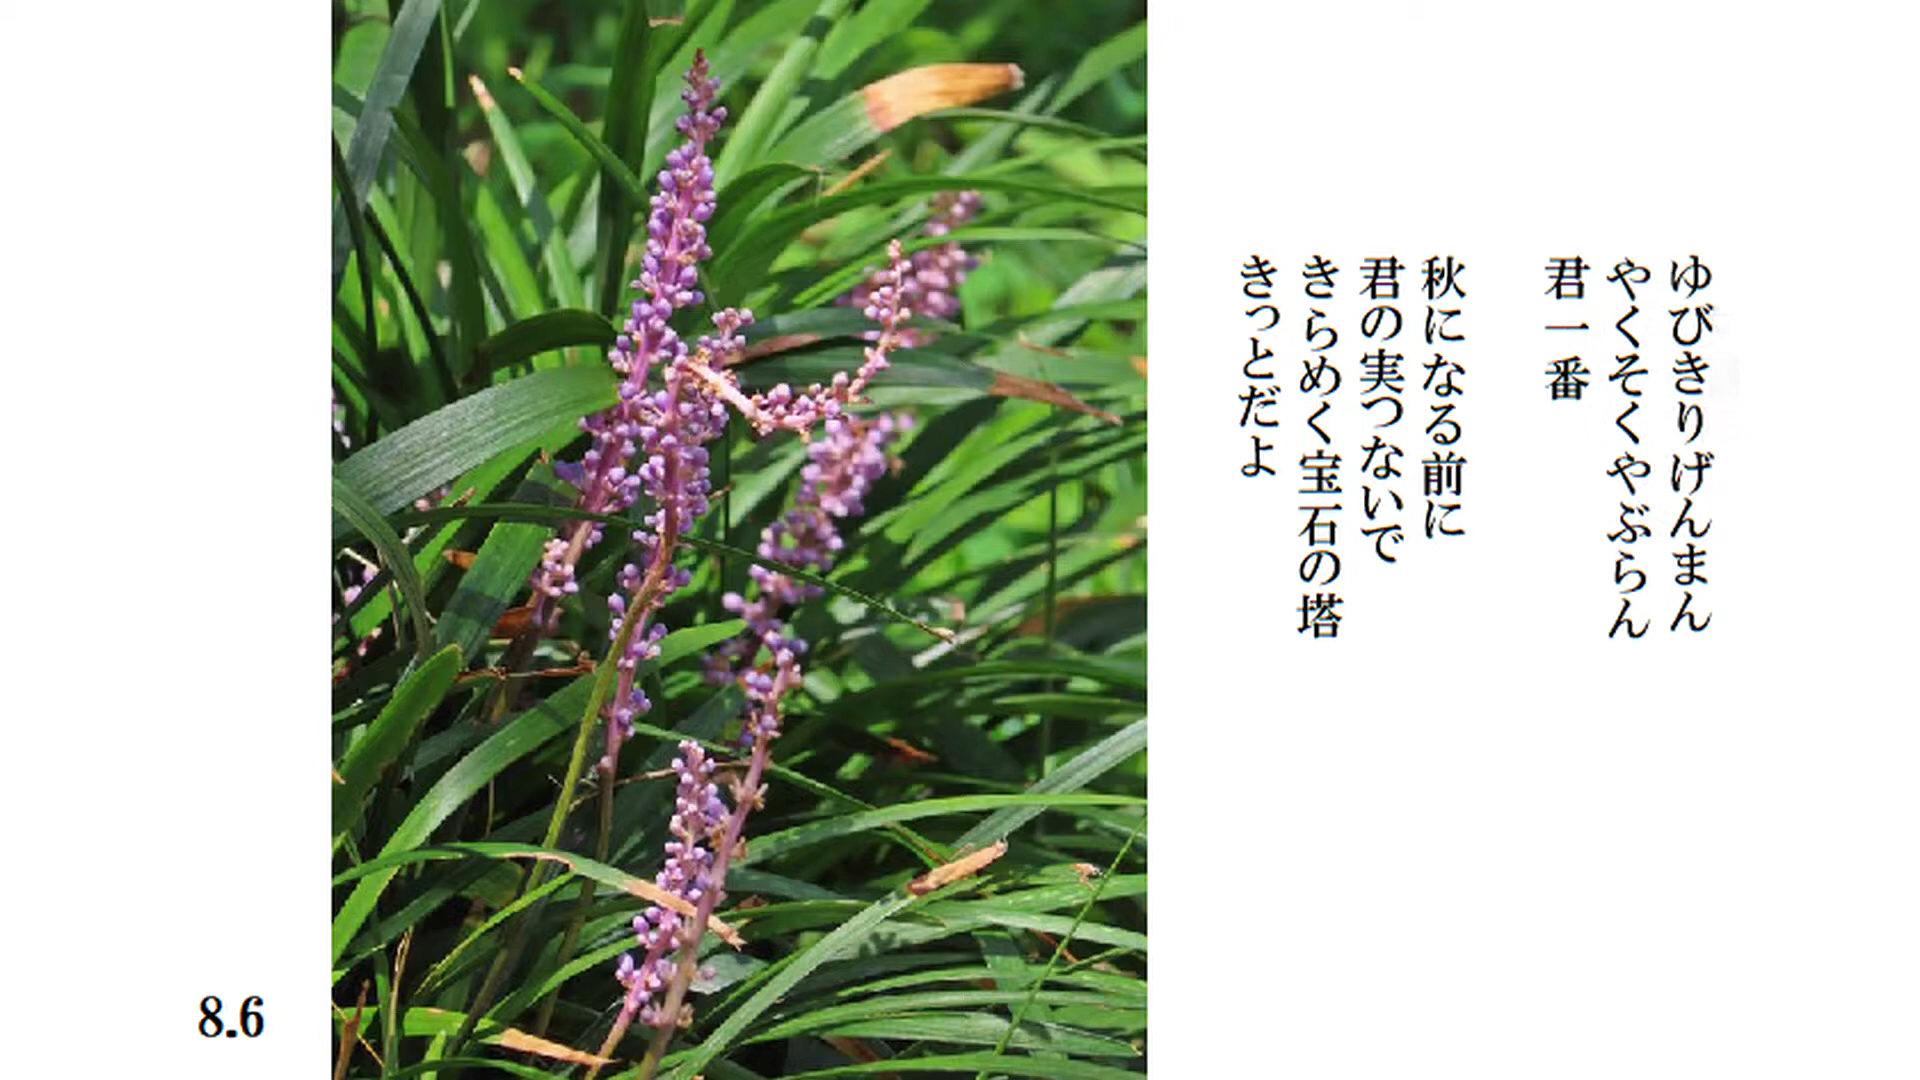 ゆびきりげんまん
やくそくやぶらん
君一番
秋になる前に
君の実つないで
きらめく宝石の塔
きっとだよ
8.6